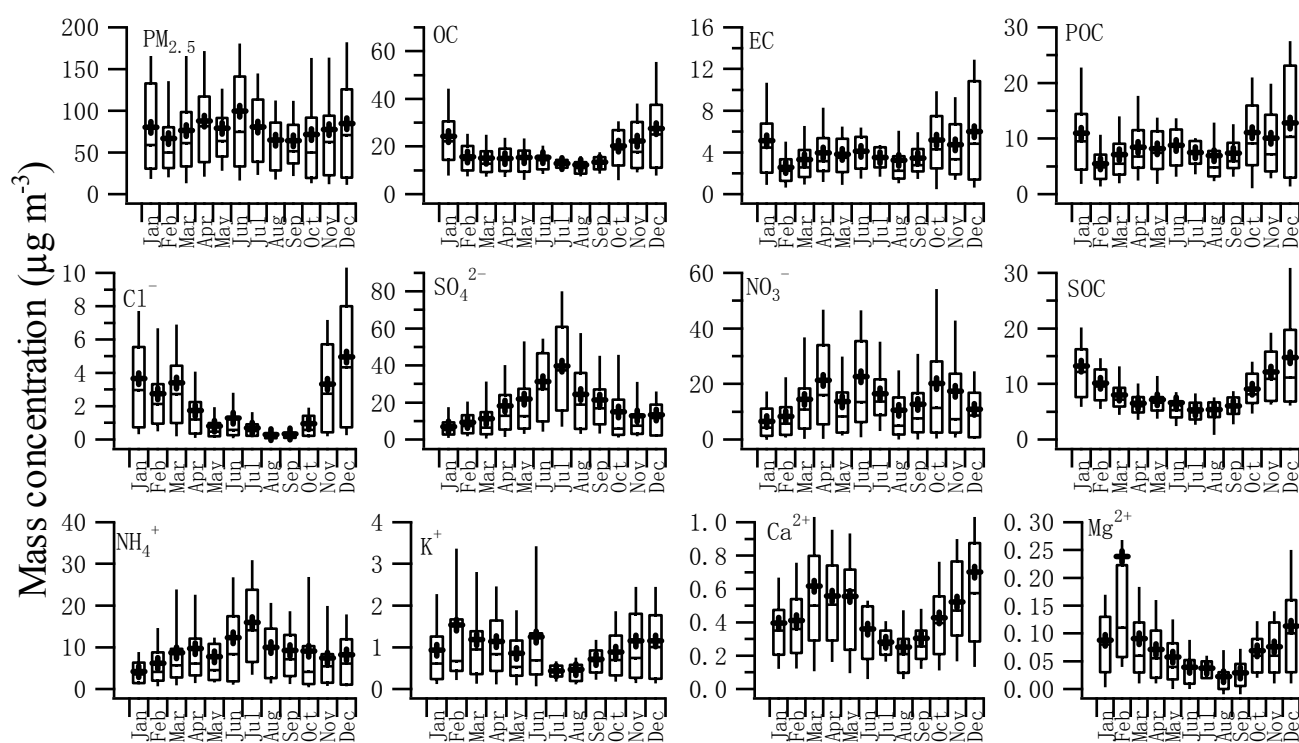 Mass concentration (μg m⁻³)
PM2.5
200
150
100
50
0
Jan Feb Mar Apr May Jun Jul Aug Sep Oct Nov Dec
OC
60
40
20
0
Jan Feb Mar Apr May Jun Jul Aug Sep Oct Nov Dec
EC
16
12
8
4
0
Jan Feb Mar Apr May Jun Jul Aug Sep Oct Nov Dec
POC
30
20
10
0
Jan Feb Mar Apr May Jun Jul Aug Sep Oct Nov Dec
Cl⁻
10
8
6
4
2
0
Jan Feb Mar Apr May Jun Jul Aug Sep Oct Nov Dec
SO₄²⁻
80
60
40
20
0
Jan Feb Mar Apr May Jun Jul Aug Sep Oct Nov Dec
NO₃⁻
60
40
20
0
Jan Feb Mar Apr May Jun Jul Aug Sep Oct Nov Dec
SOC
30
20
10
0
Jan Feb Mar Apr May Jun Jul Aug Sep Oct Nov Dec
NH₄⁺
40
30
20
10
0
Jan Feb Mar Apr May Jun Jul Aug Sep Oct Nov Dec
K⁺
4
3
2
1
0
Jan Feb Mar Apr May Jun Jul Aug Sep Oct Nov Dec
Ca²⁺
1.0
0.8
0.6
0.4
0.2
0.0
Jan Feb Mar Apr May Jun Jul Aug Sep Oct Nov Dec
Mg²⁺
0.30
0.25
0.20
0.15
0.10
0.05
0.00
Jan Feb Mar Apr May Jun Jul Aug Sep Oct Nov Dec